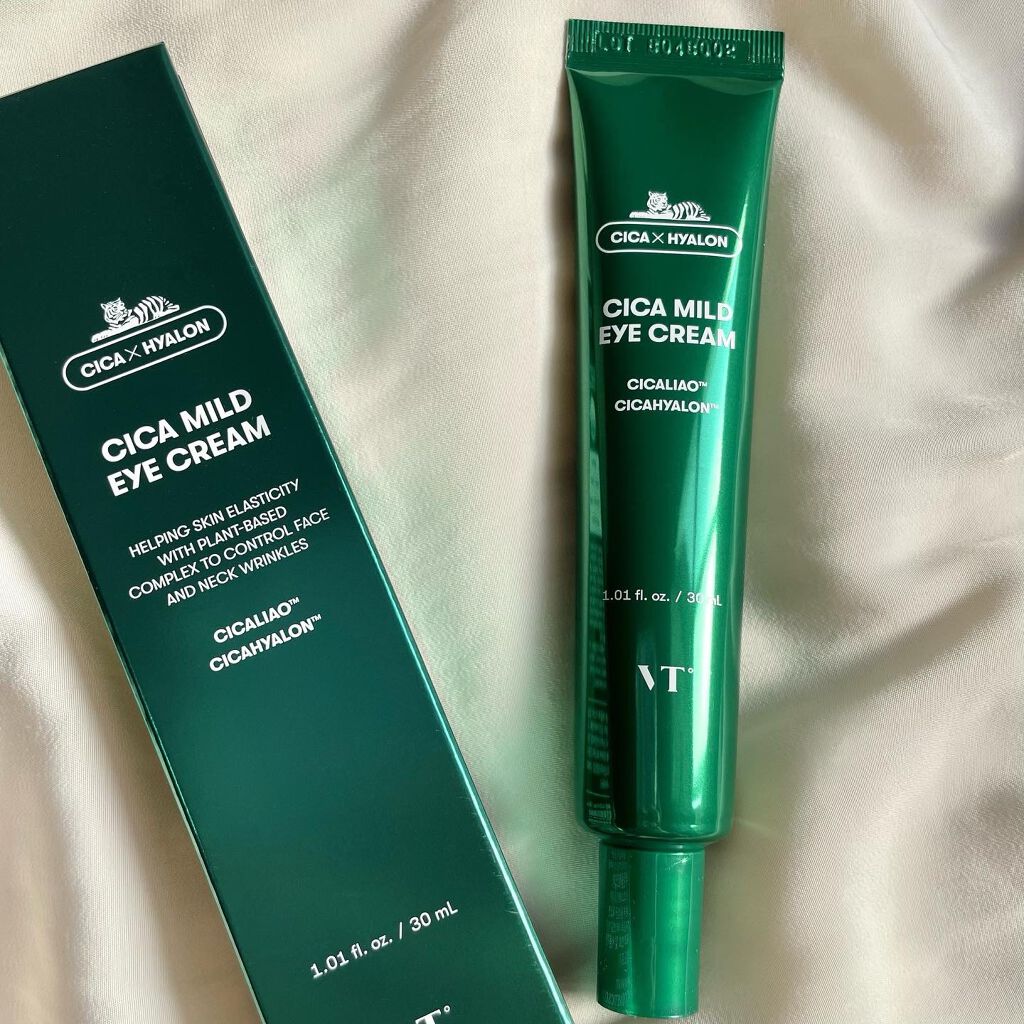 CICA × HYALON
CICA MILD
EYE CREAM
HELPING SKIN ELASTICITY
WITH PLANT-BASED
COMPLEX TO CONTROL FACE
AND NECK WRINKLES
CICALIAO™
CICAHYALON™
1.01 fl. oz. / 30 mL
CICA × HYALON
CICA MILD
EYE CREAM
CICALIAO™
CICAHYALON™
1.01 fl. oz. / 30 mL
VT°